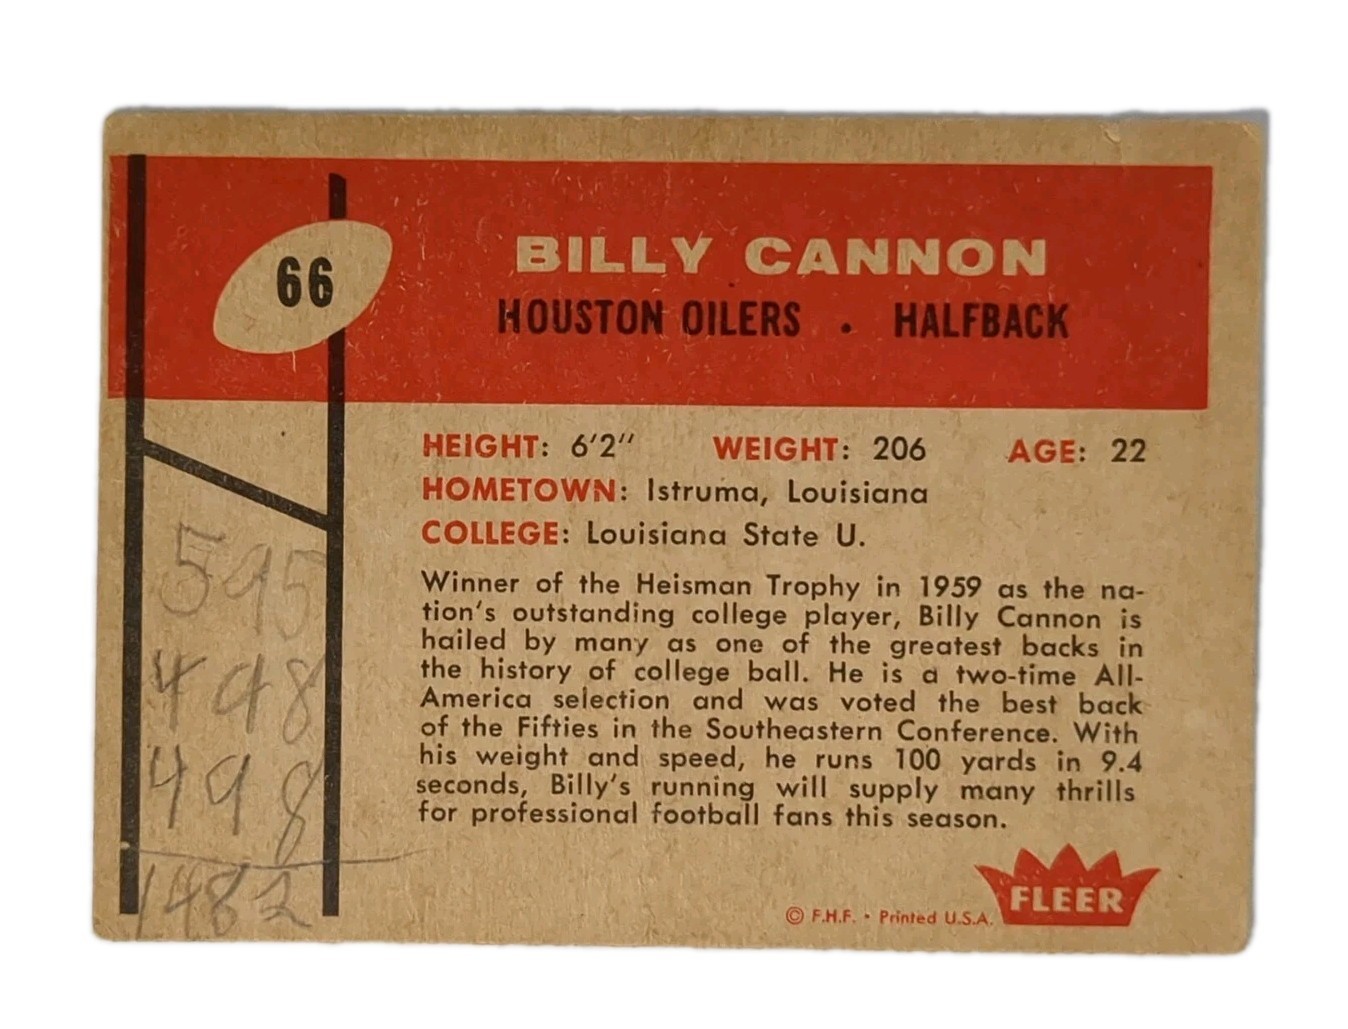 66
BILLY CANNON
HOUSTON OILERS . HALFBACK
HEIGHT: 6'2" WEIGHT: 206 AGE: 22
HOMETOWN: Istruma, Louisiana
COLLEGE: Louisiana State U.
Winner of the Heisman Trophy in 1959 as the na-
tion's outstanding college player, Billy Cannon is
hailed by many as one of the greatest backs in
the history of college ball. He is a two-time All-
America selection and was voted the best back
of the Fifties in the Southeastern Conference. With
his weight and speed, he runs 100 yards in 9.4
seconds, Billy's running will supply many thrills
for professional football fans this season.
595
498
498
1482
© F.H.F. • Printed U.S.A.
FLEER